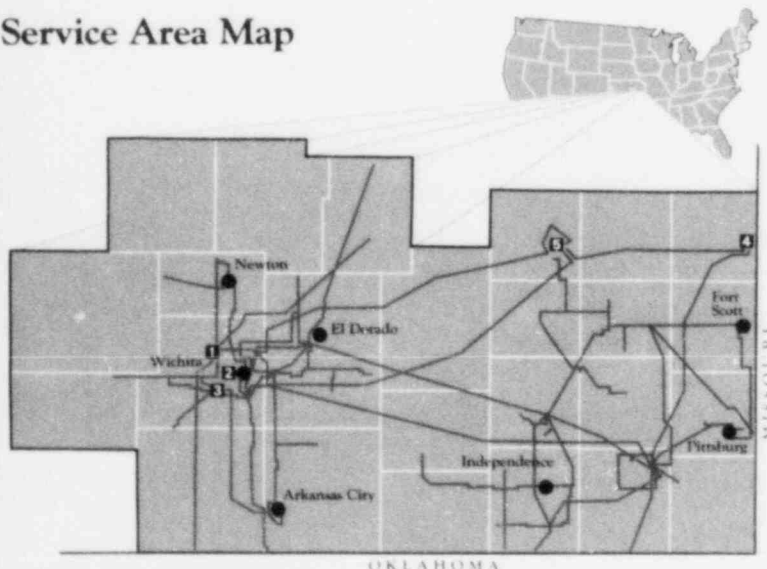 Service Area Map
5
4
Newton
Fort
Scott
El Dorado
1
Wichita
2
3
MISSOURI
Pittsburg
Independence
Arkansas City
OKLAHOMA